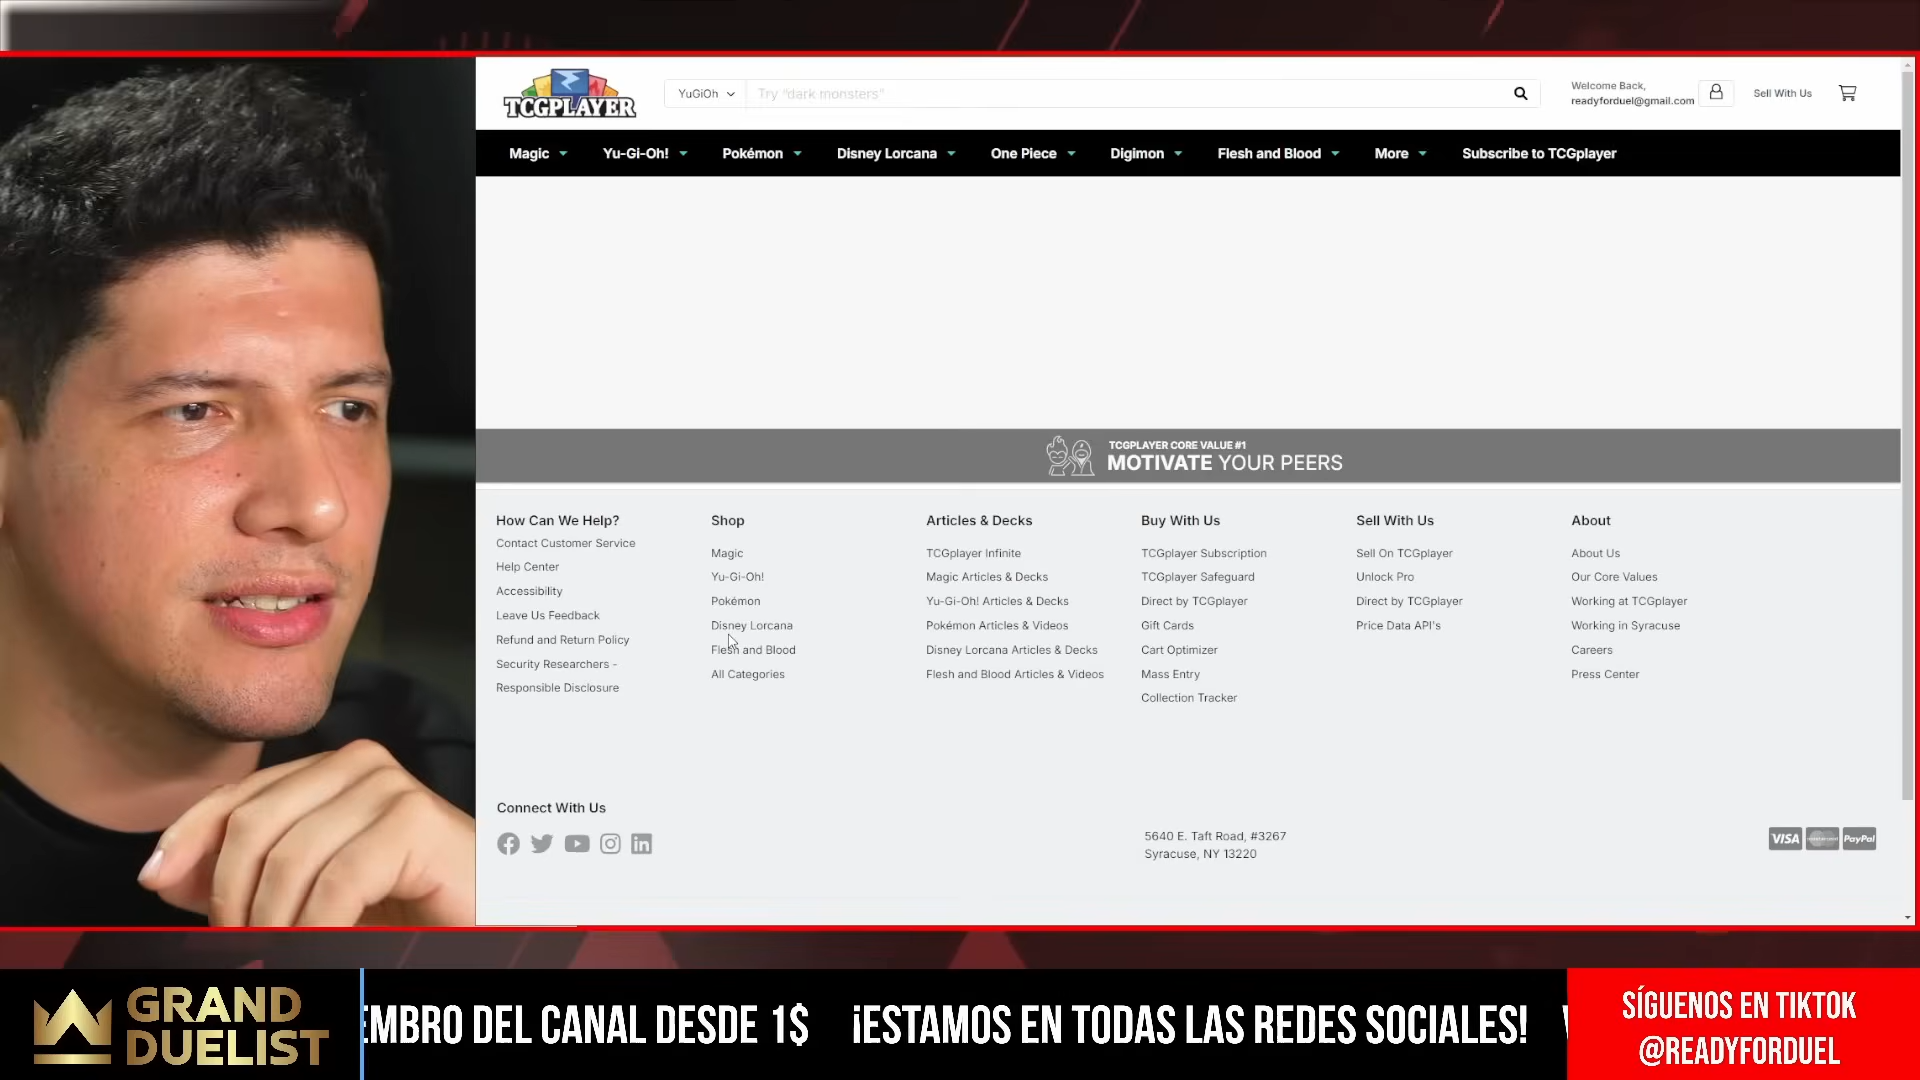 TCGPLAYER
YuGiOh
Try "dark monsters"
Welcome Back,
readyforduel@gmail.com
Sell With Us
Magic
Yu-Gi-Oh!
Pokémon
Disney Lorcana
One Piece
Digimon
Flesh and Blood
More
Subscribe to TCGplayer
TCGPLAYER CORE VALUE #1
MOTIVATE YOUR PEERS
How Can We Help?
Contact Customer Service
Help Center
Accessibility
Leave Us Feedback
Refund and Return Policy
Security Researchers -
Responsible Disclosure
Shop
Magic
Yu-Gi-Oh!
Pokémon
Disney Lorcana
Flesh and Blood
All Categories
Articles & Decks
TCGplayer Infinite
Magic Articles & Decks
Yu-Gi-Oh! Articles & Decks
Pokémon Articles & Videos
Disney Lorcana Articles & Decks
Flesh and Blood Articles & Videos
Buy With Us
TCGplayer Subscription
TCGplayer Safeguard
Direct by TCGplayer
Gift Cards
Cart Optimizer
Mass Entry
Collection Tracker
Sell With Us
Sell On TCGplayer
Unlock Pro
Direct by TCGplayer
Price Data API's
About
About Us
Our Core Values
Working at TCGplayer
Working in Syracuse
Careers
Press Center
Connect With Us
5640 E. Taft Road, #3267
Syracuse, NY 13220
VISA
PayPal
GRAND
DUELIST
EMBRO DEL CANAL DESDE 1$ ¡ESTAMOS EN TODAS LAS REDES SOCIALES!
SÍGUENOS EN TIKTOK
@READYFORDUEL